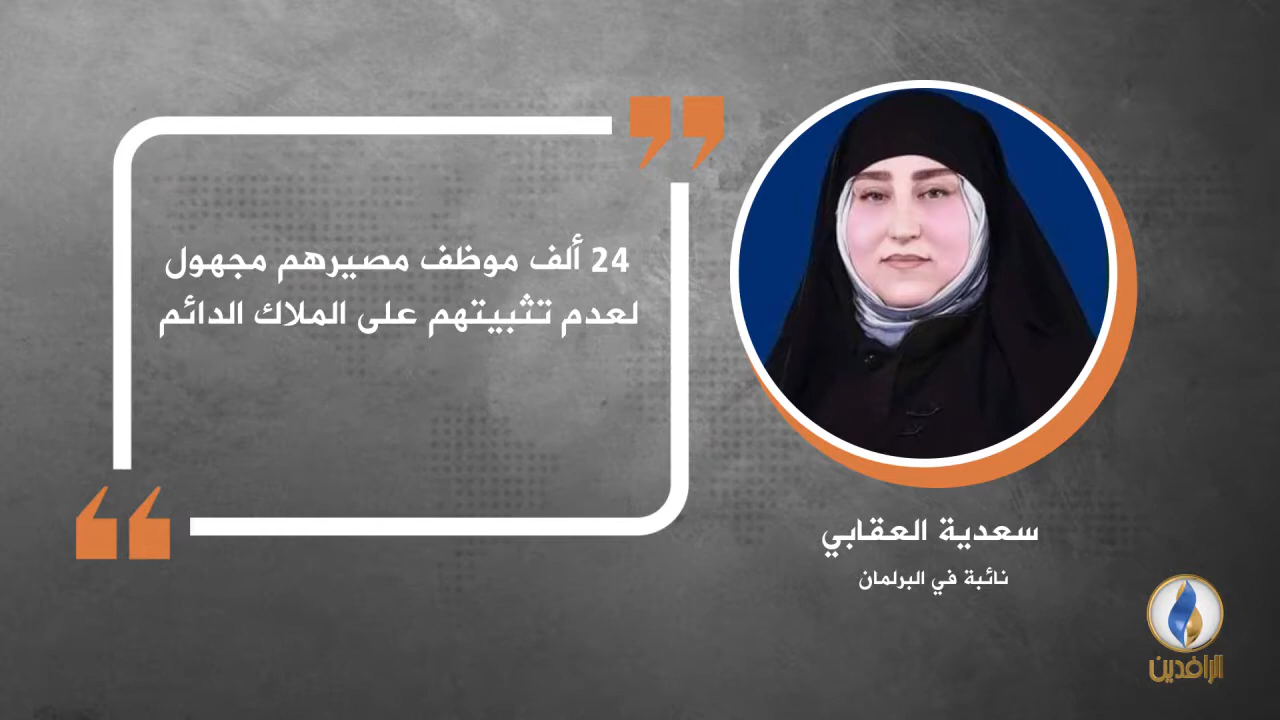 24 ألف موظف مصيرهم مجهول
لعدم تثبيتهم على الملاك الدائم
سعدية العقابي
نائبة في البرلمان
الرافدين